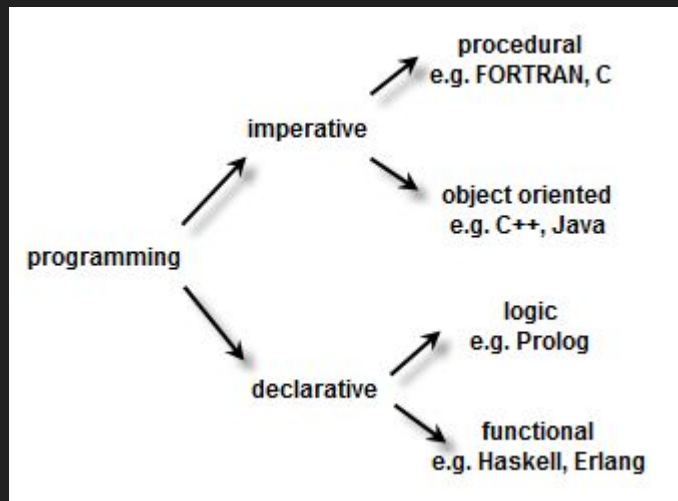 procedural
e.g. FORTRAN, C
imperative
object oriented
e.g. C++, Java
programming
logic
e.g. Prolog
declarative
functional
e.g. Haskell, Erlang